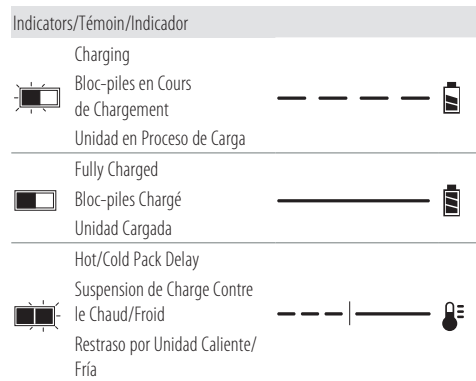 Indicators/Témoin/Indicador
Charging
Bloc-piles en Cours
de Chargement
Unidad en Proceso de Carga
Fully Charged
Bloc-piles Chargé
Unidad Cargada
Hot/Cold Pack Delay
Suspension de Charge Contre
le Chaud/Froid
Restraso por Unidad Caliente/
Fría